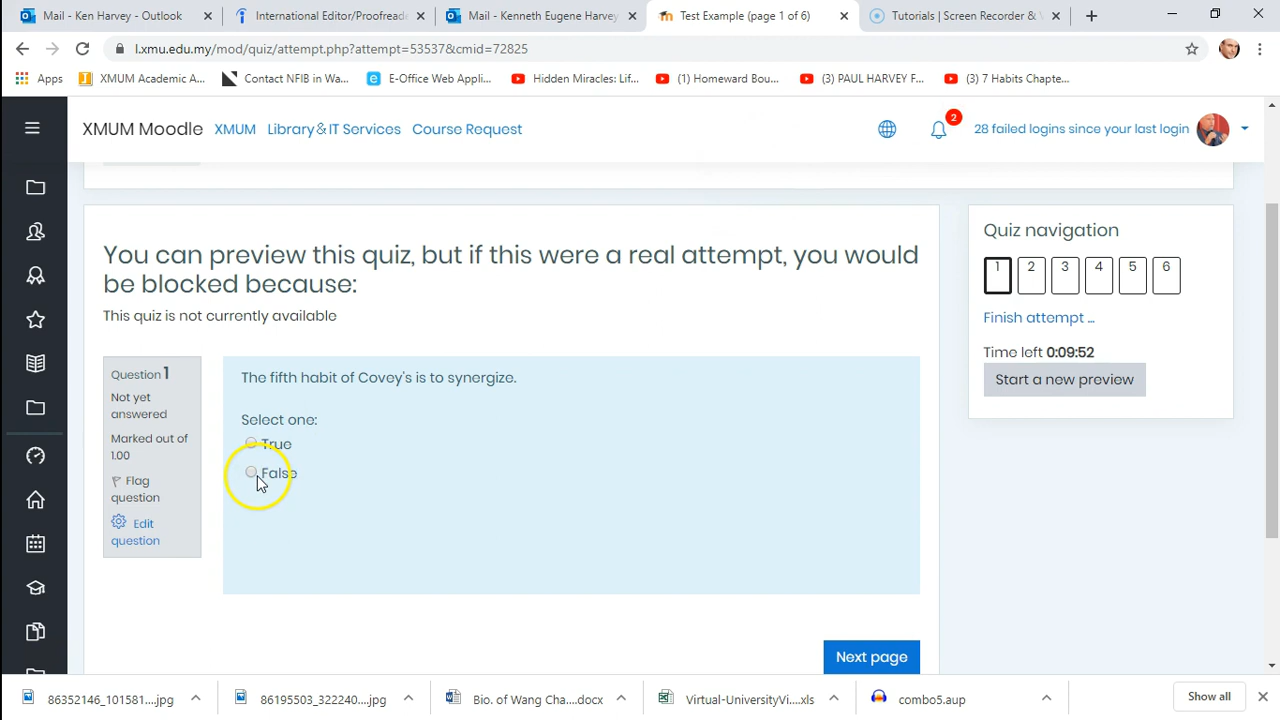 Mail - Ken Harvey - Outlook
International Editor/Proofreade
Mail - Kenneth Eugene Harvey
Test Example (page 1 of 6)
Tutorials | Screen Recorder & V
l.xmu.edu.my/mod/quiz/attempt.php?attempt=53537&cmid=72825
Apps
XMUM Academic A...
Contact NFIB in Wa...
E-Office Web Applic...
Hidden Miracles: Lif...
(1) Homeward Bou...
(3) PAUL HARVEY F...
(3) 7 Habits Chapte...
XMUM Moodle
XMUM
Library&IT Services
Course Request
2
28 failed logins since your last login
You can preview this quiz, but if this were a real attempt, you would
be blocked because:
This quiz is not currently available
Question 1
Not yet
answered
Marked out of
1.00
Flag
question
Edit
question
The fifth habit of Covey's is to synergize.
Select one:
True
False
Next page
Quiz navigation
1
2
3
4
5
6
Finish attempt ...
Time left 0:09:52
Start a new preview
86352146_101581....jpg
86195503_322240....jpg
Bio. of Wang Cha....docx
Virtual-UniversityVi....xls
combo5.aup
Show all